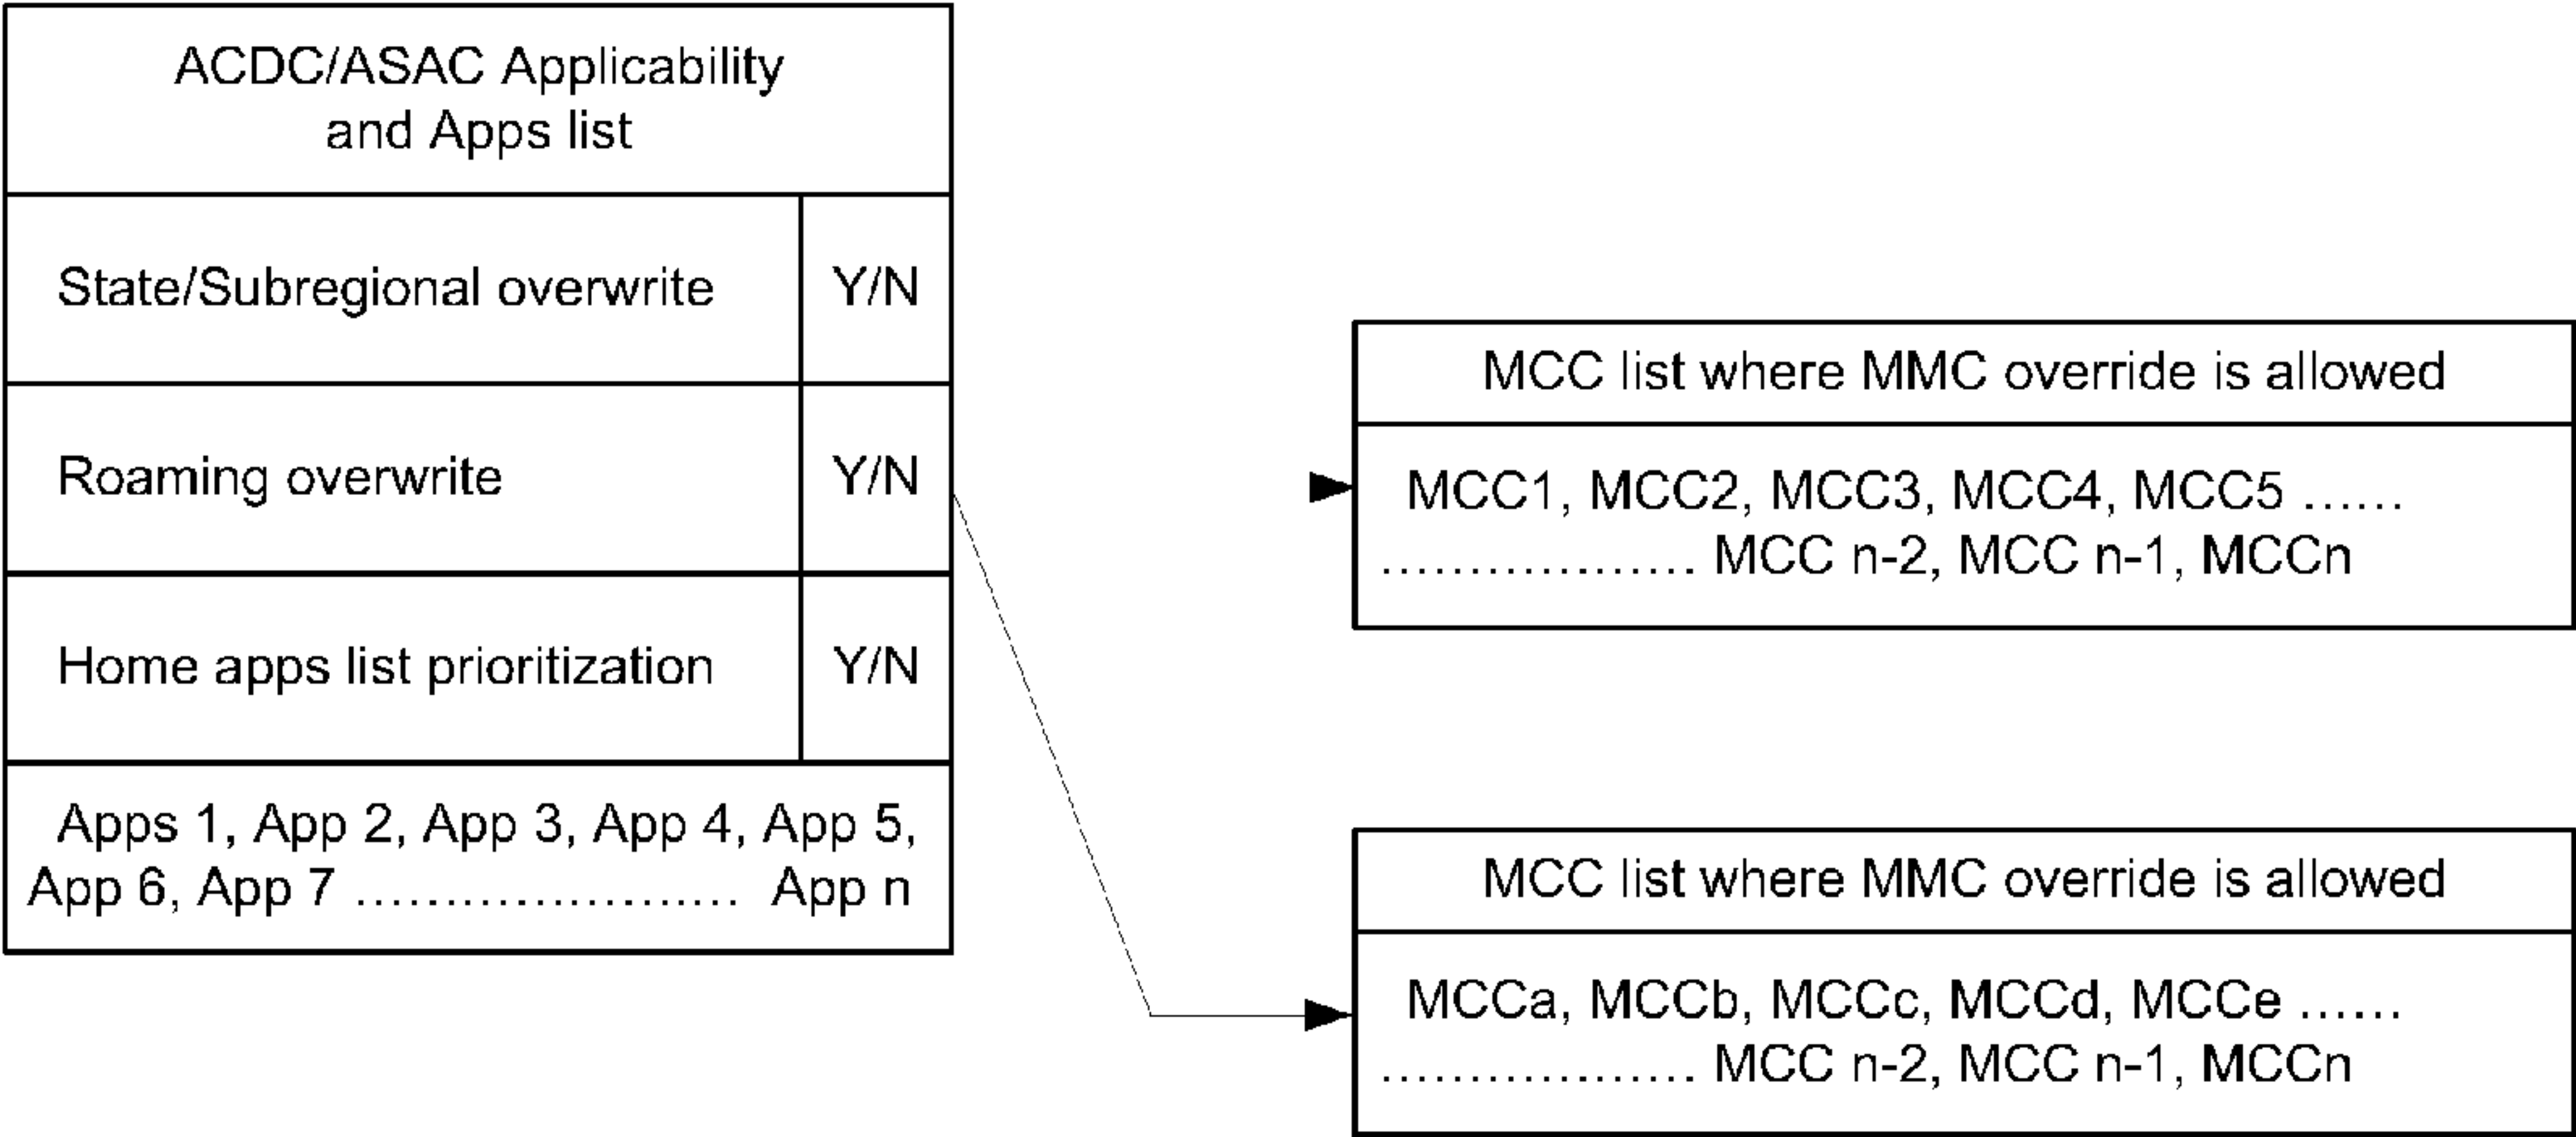 ACDC/ASAC Applicability
and Apps list
State/Subregional overwrite Y/N
Roaming overwrite Y/N
Home apps list prioritization Y/N
Apps 1, App 2, App 3, App 4, App 5,
App 6, App 7 ...................... App n
MCC list where MMC override is allowed
MCC1, MCC2, MCC3, MCC4, MCC5 ......
.................. MCC n-2, MCC n-1, MCCn
MCC list where MMC override is allowed
MCCa, MCCb, MCCc, MCCd, MCCe ......
.................. MCC n-2, MCC n-1, MCCn